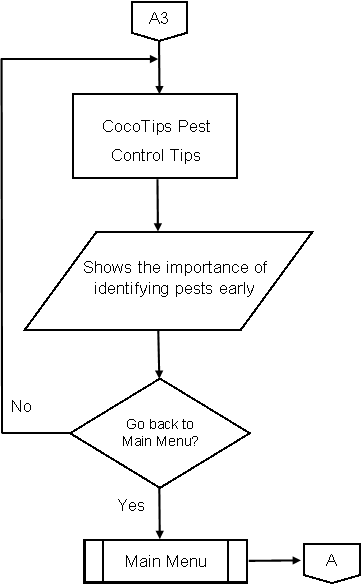 A3
CocoTips Pest
Control Tips
Shows the importance of
identifying pests early
Go back to
Main Menu?
No
Yes
Main Menu
A